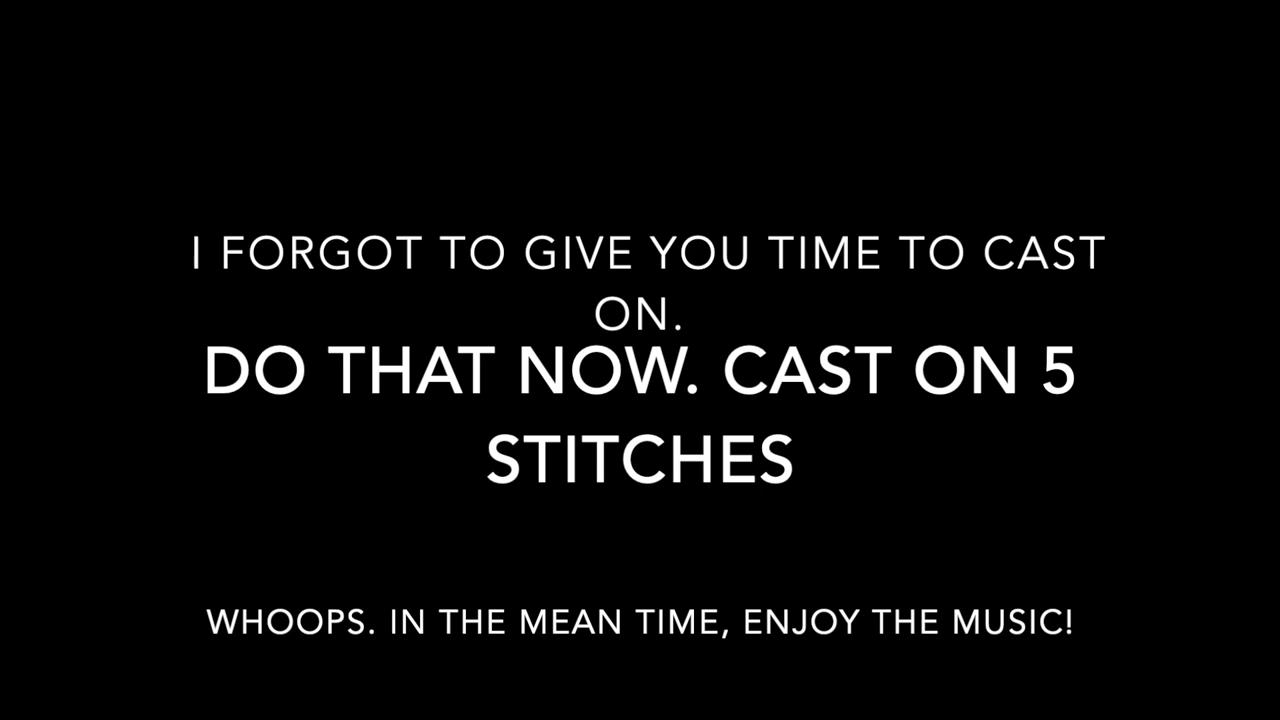 I FORGOT TO GIVE YOU TIME TO CAST
ON.
DO THAT NOW. CAST ON 5
STITCHES
WHOOPS. IN THE MEAN TIME, ENJOY THE MUSIC!